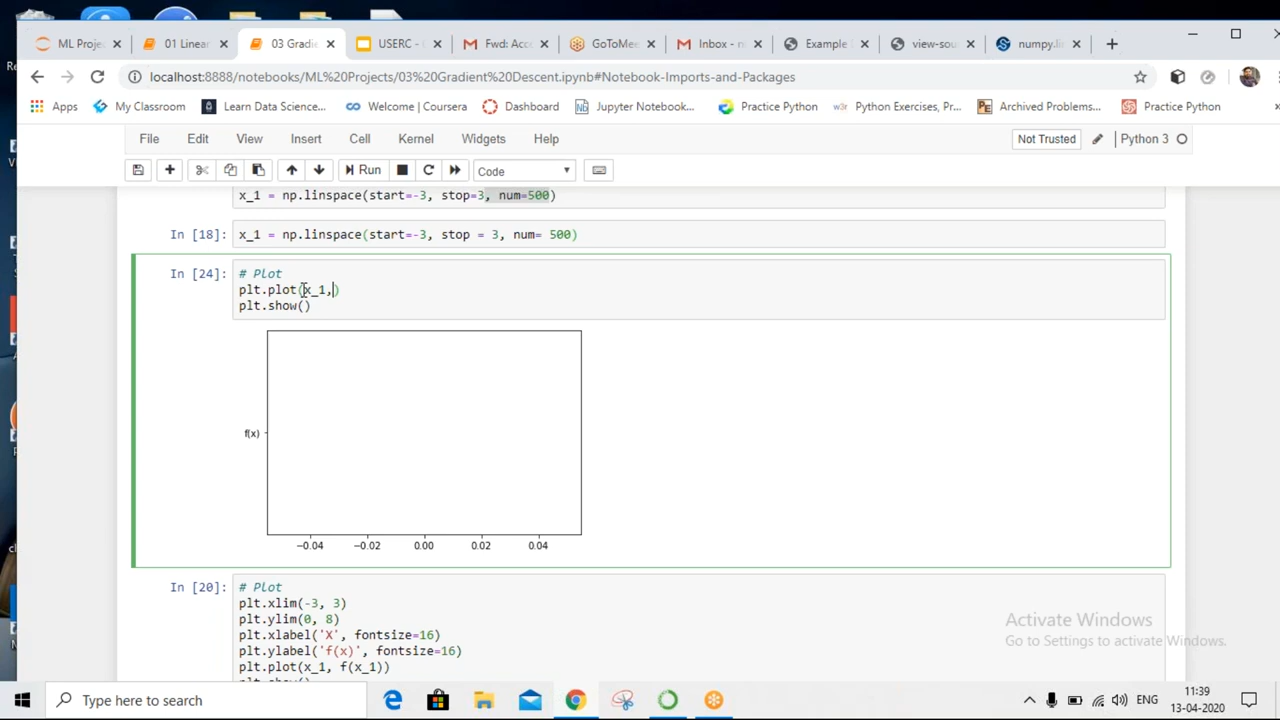 ML Proje
01 Linear
03 Gradie
USERC - 
Fwd: Acc
GoToMee
Inbox - n
Example
view-sou
numpy.li
localhost:8888/notebooks/ML%20Projects/03%20Gradient%20Descent.ipynb#Notebook-Imports-and-Packages
Apps My Classroom Learn Data Science... Welcome | Coursera Dashboard Jupyter Notebook... Practice Python Python Exercises, Pr... Archived Problems... Practice Python
File Edit View Insert Cell Kernel Widgets Help Not Trusted Python 3
Run Code
x_1 = np.linspace(start=-3, stop=3, num=500)
In [18]: x_1 = np.linspace(start=-3, stop = 3, num= 500)
In [24]: # Plot
plt.plot(x_1,)
plt.show()
f(x)
−0.04 −0.02 0.00 0.02 0.04
In [20]: # Plot
plt.xlim(-3, 3)
plt.ylim(0, 8)
plt.xlabel('X', fontsize=16)
plt.ylabel('f(x)', fontsize=16)
plt.plot(x_1, f(x_1))
Activate Windows
Go to Settings to activate Windows.
Type here to search
ENG
11:39
13-04-2020